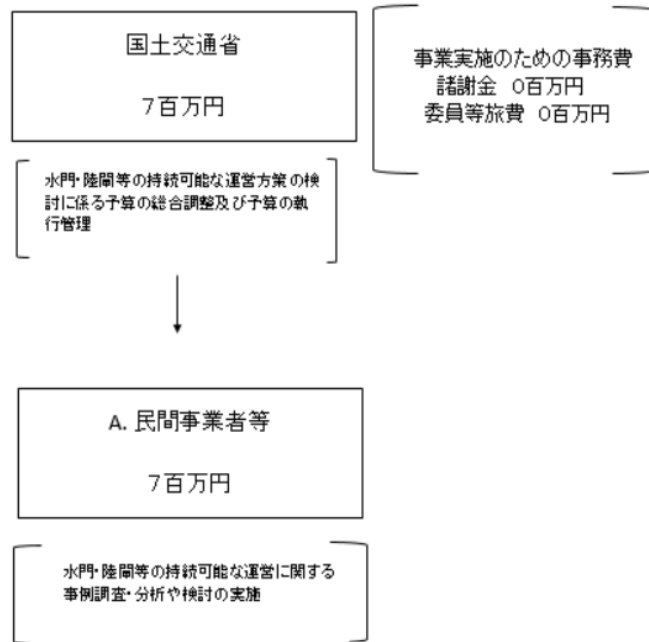 国土交通省
7百万円
事業実施のための事務費
諸謝金 0百万円
委員等旅費 0百万円
水門・陸閘等の持続可能な運営方策の検
討に係る予算の総合調整及び予算の執
行管理
A. 民間事業者等
7百万円
水門・陸閘等の持続可能な運営に関する
事例調査・分析や検討の実施